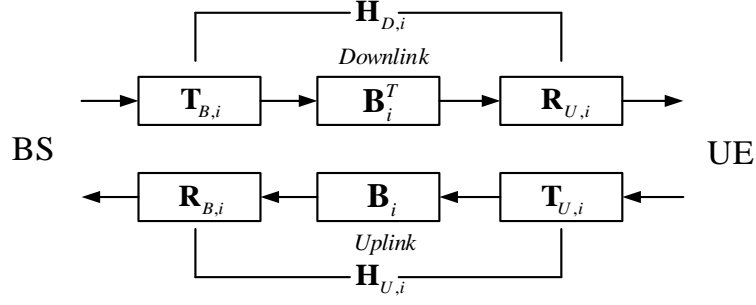 H_{D,i}
Downlink
T_{B,i} B_i^T R_{U,i}
BS UE
R_{B,i} B_i T_{U,i}
Uplink
H_{U,i}